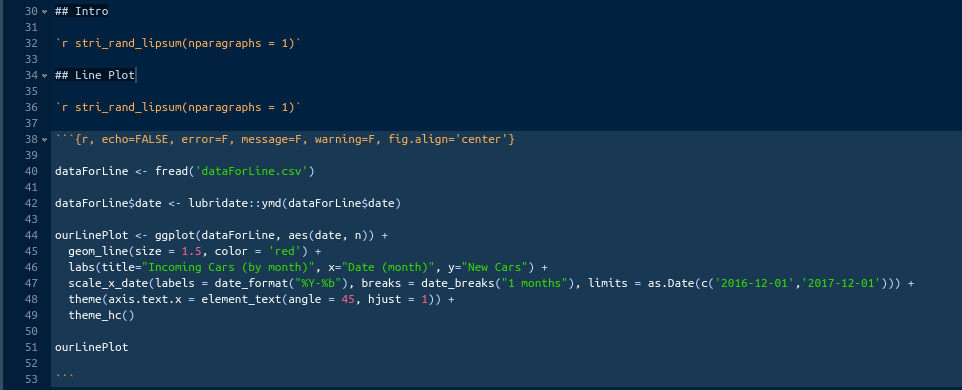 30 ## Intro
31
32 `r stri_rand_lipsum(nparagraphs = 1)`
33
34 ## Line Plot
35
36 `r stri_rand_lipsum(nparagraphs = 1)`
37
38 ```{r, echo=FALSE, error=F, message=F, warning=F, fig.align='center'}
39
40 dataForLine <- fread('dataForLine.csv')
41
42 dataForLine$date <- lubridate::ymd(dataForLine$date)
43
44 ourLinePlot <- ggplot(dataForLine, aes(date, n)) +
45   geom_line(size = 1.5, color = 'red') +
46   labs(title="Incoming Cars (by month)", x="Date (month)", y="New Cars") +
47   scale_x_date(labels = date_format("%Y-%b"), breaks = date_breaks("1 months"), limits = as.Date(c('2016-12-01','2017-12-01'))) +
48   theme(axis.text.x = element_text(angle = 45, hjust = 1)) +
49   theme_hc()
50
51 ourLinePlot
52
53 ```